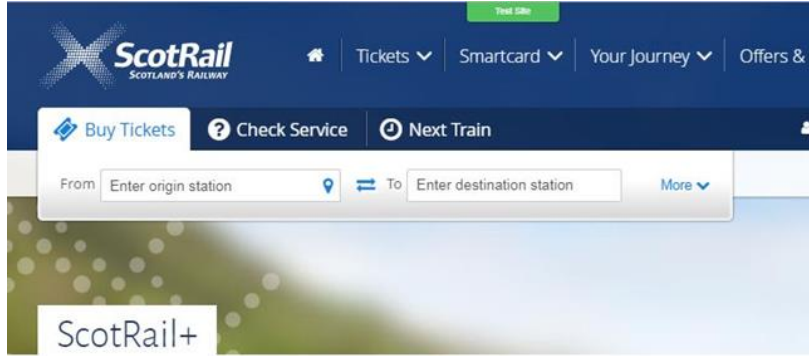 Test Site
ScotRail
SCOTLAND'S RAILWAY
Tickets
Smartcard
Your Journey
Offers &
Buy Tickets
Check Service
Next Train
From
Enter origin station
To
Enter destination station
More
ScotRail+